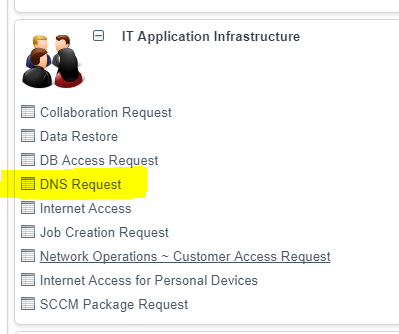 IT Application Infrastructure
Collaboration Request
Data Restore
DB Access Request
DNS Request
Internet Access
Job Creation Request
Network Operations ~ Customer Access Request
Internet Access for Personal Devices
SCCM Package Request